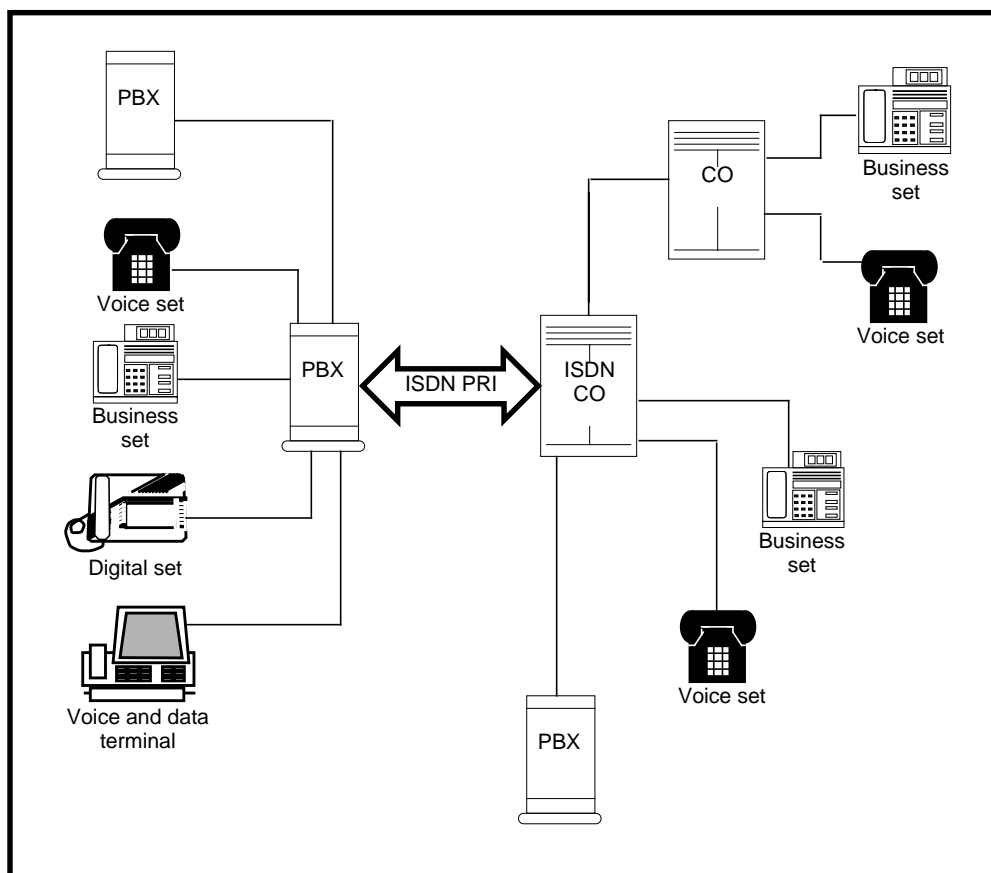 PBX
CO
Business
set
Voice set
Voice set
Business
set
PBX
ISDN PRI
ISDN
CO
Business
set
Digital set
Voice set
Voice and data
terminal
PBX